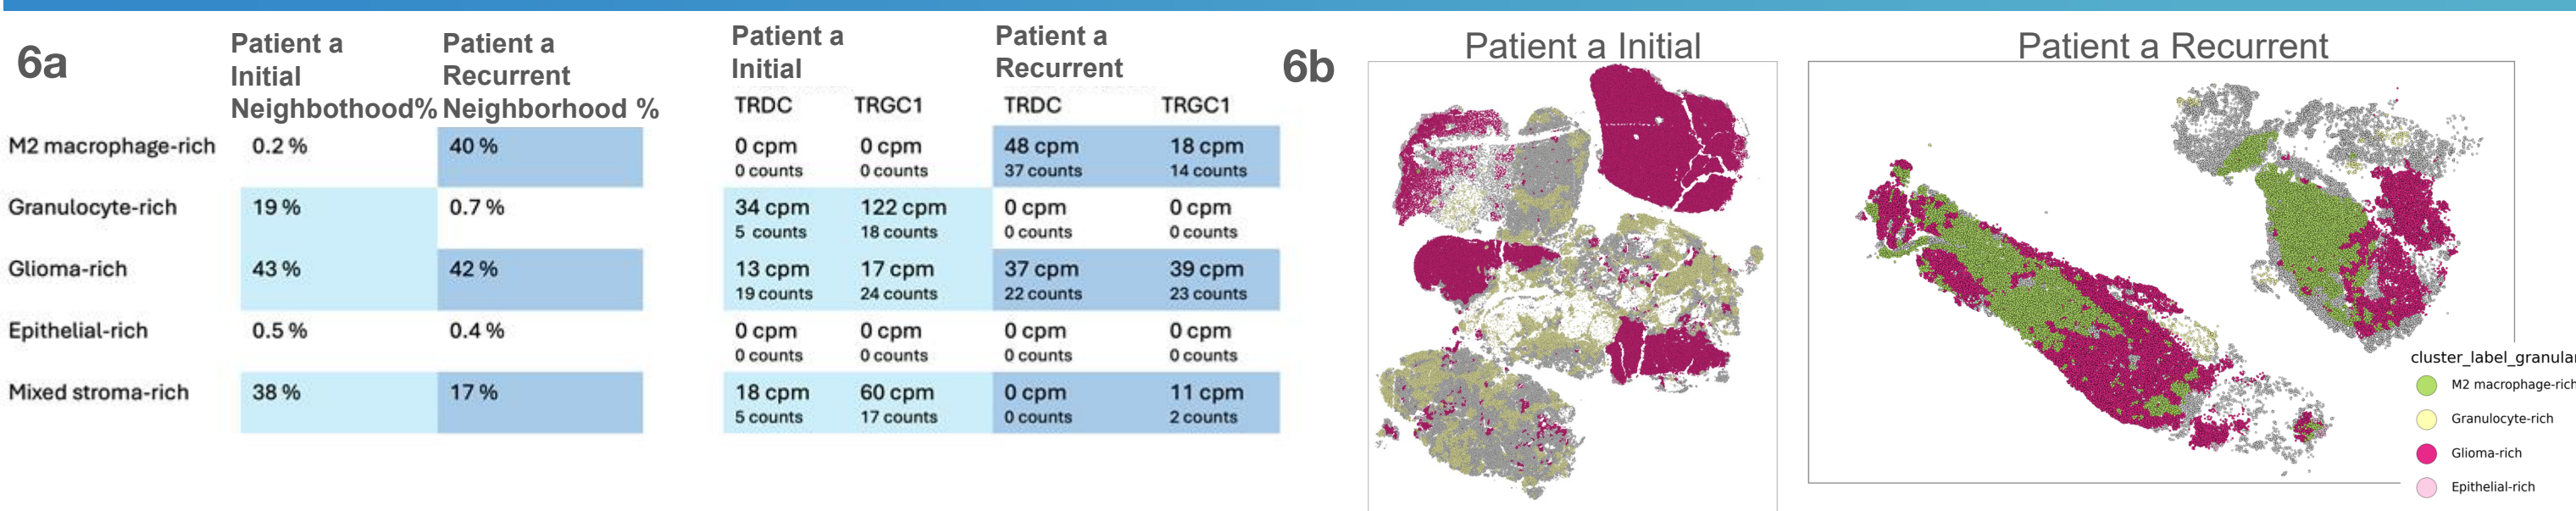 6a
Patient a
Initial
Neighbothood%
Patient a
Recurrent
Neighborhood %
M2 macrophage-rich 0.2 % 40 %
Granulocyte-rich 19 % 0.7 %
Glioma-rich 43 % 42 %
Epithelial-rich 0.5 % 0.4 %
Mixed stroma-rich 38 % 17 %
Patient a
Initial
Patient a
Recurrent
TRDC TRGC1 TRDC TRGC1
0 cpm 0 cpm 48 cpm 18 cpm
0 counts 0 counts 37 counts 14 counts
34 cpm 122 cpm 0 cpm 0 cpm
5 counts 18 counts 0 counts 0 counts
13 cpm 17 cpm 37 cpm 39 cpm
19 counts 24 counts 22 counts 23 counts
0 cpm 0 cpm 0 cpm 0 cpm
0 counts 0 counts 0 counts 0 counts
18 cpm 60 cpm 0 cpm 11 cpm
5 counts 17 counts 0 counts 2 counts
6b
Patient a Initial
Patient a Recurrent
cluster_label_granular
M2 macrophage-rich
Granulocyte-rich
Glioma-rich
Epithelial-rich